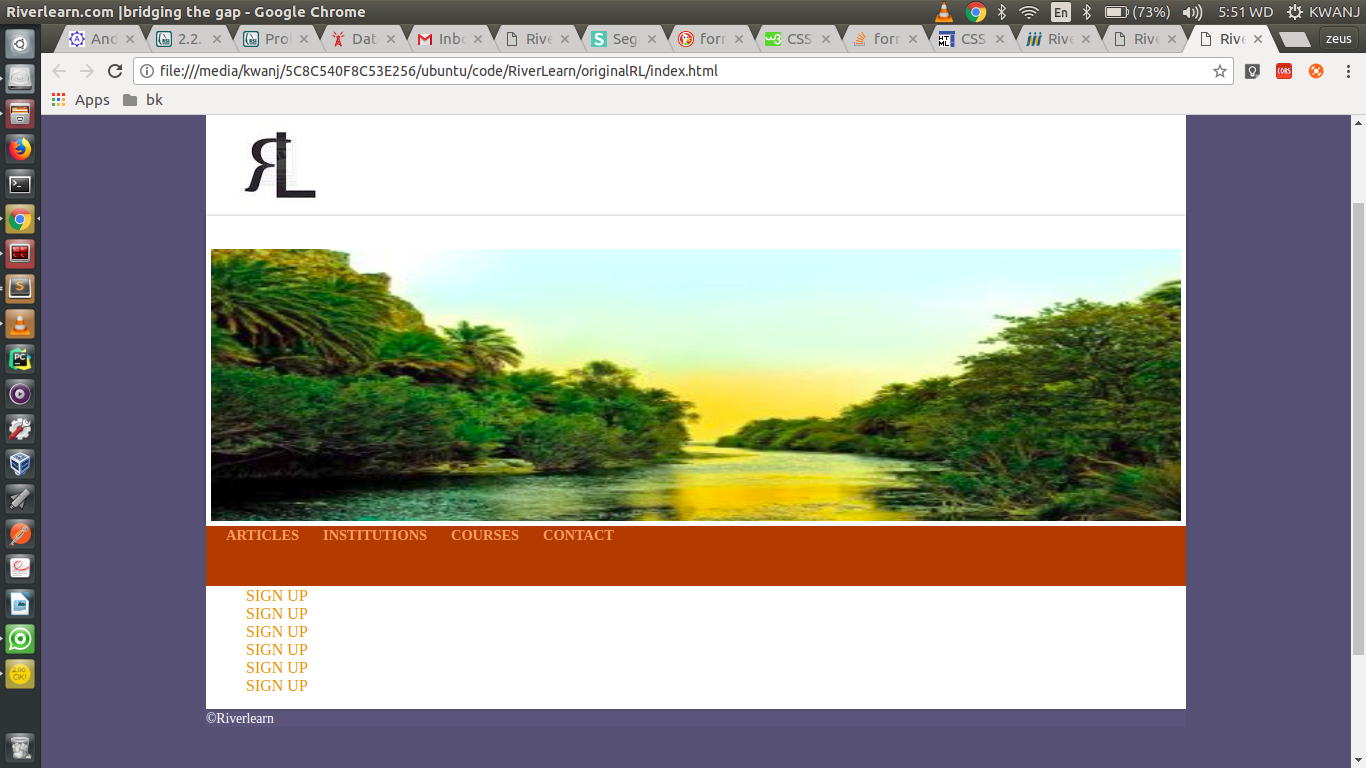 Riverlearn.com |bridging the gap - Google Chrome
En (73%) 5:51 WD KWANJ
And 2.2. Prol Dat Inb Rive Seg forr CSS forr CSS Rive Rive Rive zeus
file:///media/kwanj/5C8C540F8C53E256/ubuntu/code/RiverLearn/originalRL/index.html
CORS
Apps bk
RL
ARTICLES INSTITUTIONS COURSES CONTACT
SIGN UP
SIGN UP
SIGN UP
SIGN UP
SIGN UP
SIGN UP
©Riverlearn